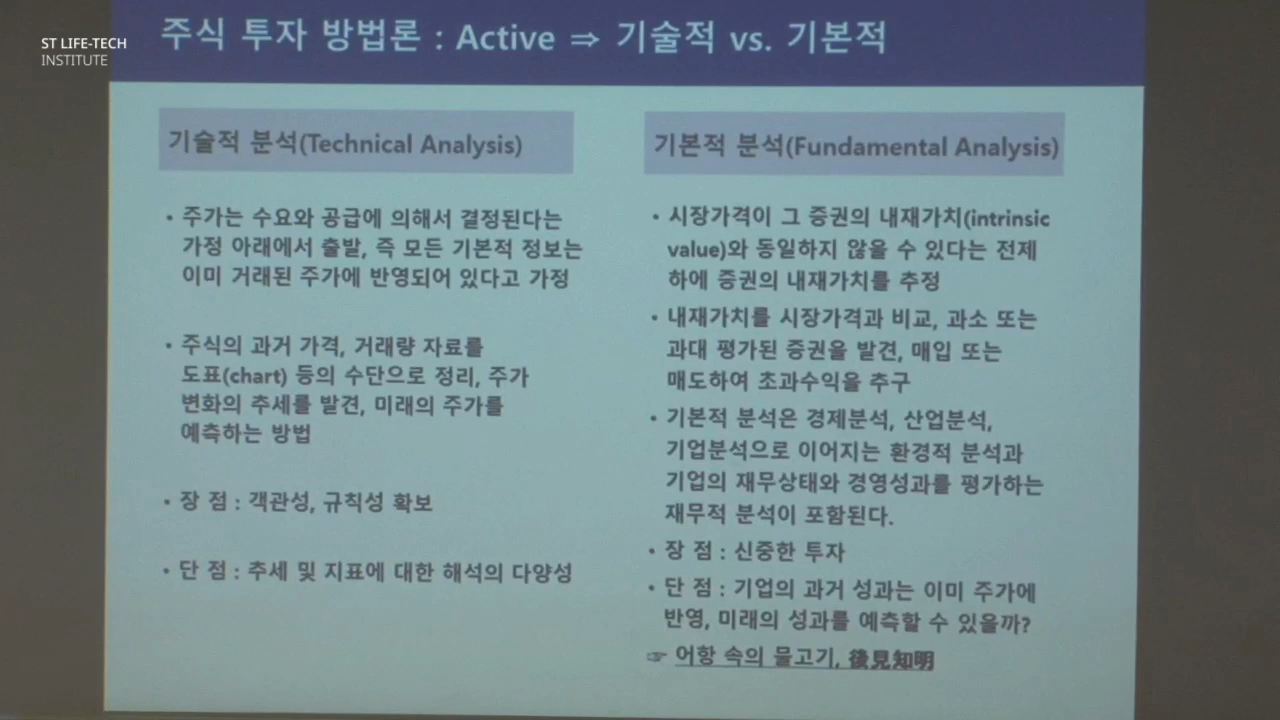 ST LIFE-TECH
INSTITUTE
주식 투자 방법론 : Active ⇒ 기술적 vs. 기본적
기술적 분석(Technical Analysis)
• 주가는 수요와 공급에 의해서 결정된다는
가정 아래에서 출발, 즉 모든 기본적 정보는
이미 거래된 주가에 반영되어 있다고 가정
• 주식의 과거 가격, 거래량 자료를
도표(chart) 등의 수단으로 정리, 주가
변화의 추세를 발견, 미래의 주가를
예측하는 방법
• 장 점 : 객관성, 규칙성 확보
• 단 점 : 추세 및 지표에 대한 해석의 다양성
기본적 분석(Fundamental Analysis)
• 시장가격이 그 증권의 내재가치(intrinsic
value)와 동일하지 않을 수 있다는 전제
하에 증권의 내재가치를 추정
• 내재가치를 시장가격과 비교, 과소 또는
과대 평가된 증권을 발견, 매입 또는
매도하여 초과수익을 추구
• 기본적 분석은 경제분석, 산업분석,
기업분석으로 이어지는 환경적 분석과
기업의 재무상태와 경영성과를 평가하는
재무적 분석이 포함된다.
• 장 점 : 신중한 투자
• 단 점 : 기업의 과거 성과는 이미 주가에
반영, 미래의 성과를 예측할 수 있을까?
☞ 어항 속의 물고기, 後見知明